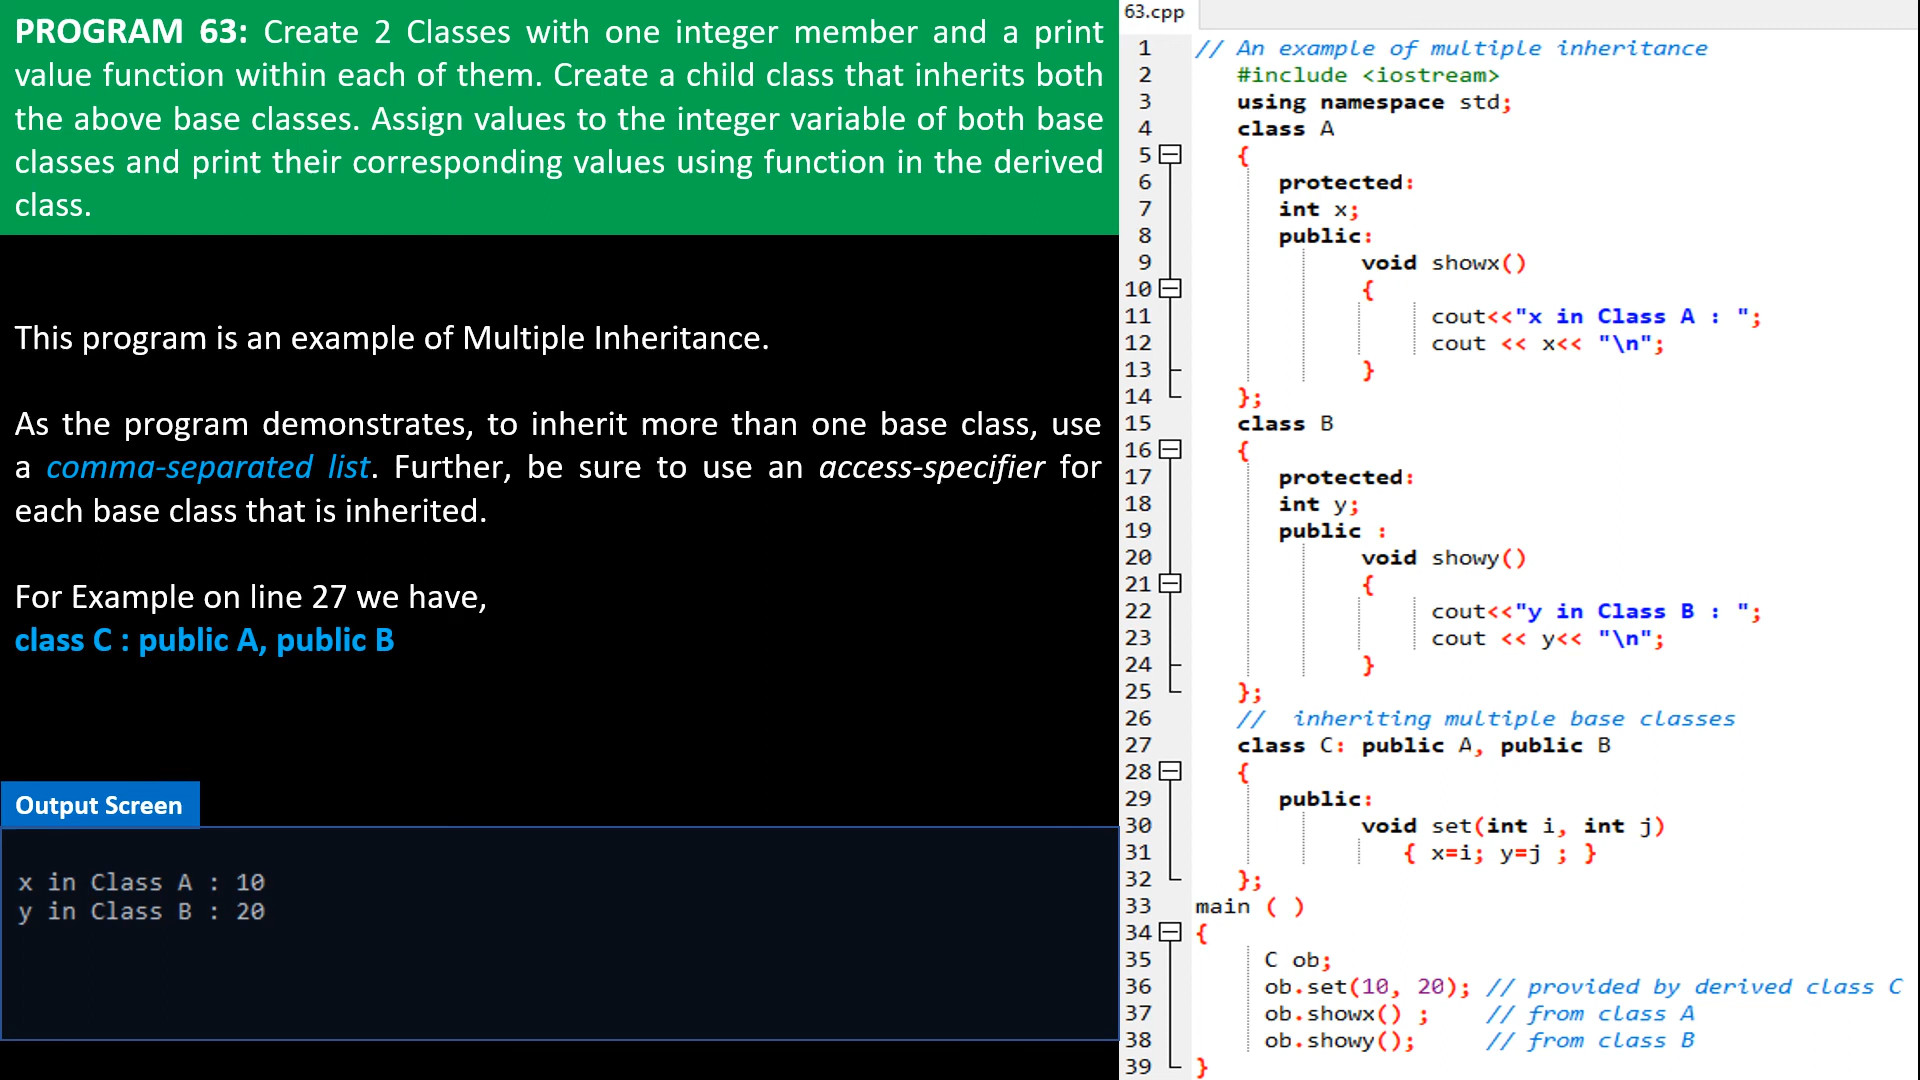 PROGRAM 63: Create 2 Classes with one integer member and a print
value function within each of them. Create a child class that inherits both
the above base classes. Assign values to the integer variable of both base
classes and print their corresponding values using function in the derived
class.
This program is an example of Multiple Inheritance.
As the program demonstrates, to inherit more than one base class, use
a comma-separated list. Further, be sure to use an access-specifier for
each base class that is inherited.
For Example on line 27 we have,
class C : public A, public B
Output Screen
x in Class A : 10
y in Class B : 20
63.cpp
1 // An example of multiple inheritance
2 #include <iostream>
3 using namespace std;
4 class A
5 {
6 protected:
7 int x;
8 public:
9 void showx()
10 {
11 cout<<"x in Class A : ";
12 cout << x<< "\n";
13 }
14 };
15 class B
16 {
17 protected:
18 int y;
19 public :
20 void showy()
21 {
22 cout<<"y in Class B : ";
23 cout << y<< "\n";
24 }
25 };
26 //  inheriting multiple base classes
27 class C: public A, public B
28 {
29 public:
30 void set(int i, int j)
31 { x=i; y=j ; }
32 };
33 main ( )
34 {
35 C ob;
36 ob.set(10, 20); // provided by derived class C
37 ob.showx() ; // from class A
38 ob.showy(); // from class B
39 }